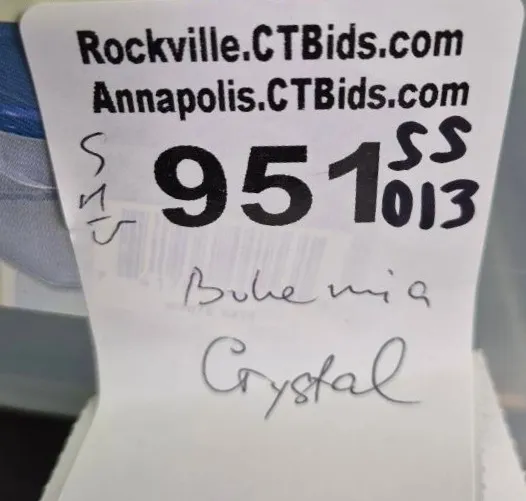 Rockville.CTBids.com
Annapolis.CTBids.com
951
SS
013
Bohemia
Crystal